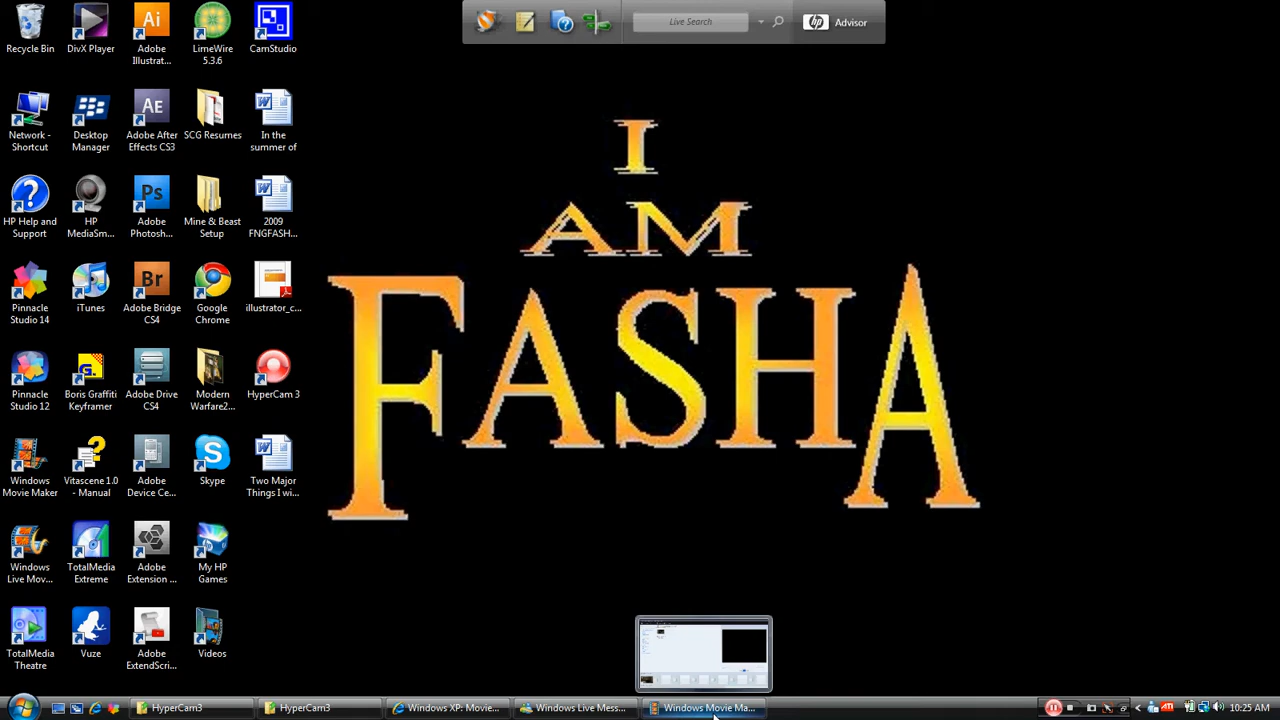 Live Search
hp Advisor
Recycle Bin
DivX Player
Adobe
Illustrat...
LimeWire
5.3.6
CamStudio
Network -
Shortcut
Desktop
Manager
Adobe After
Effects CS3
SCG Resumes
In the
summer of
HP Help and
Support
HP
MediaSm...
Adobe
Photosh...
Mine & Beast
Setup
2009
FNGFASH...
Pinnacle
Studio 14
iTunes
Adobe Bridge
CS4
Google
Chrome
illustrator_c...
Pinnacle
Studio 12
Boris Graffiti
Keyframer
Adobe Drive
CS4
Modern
Warfare2...
HyperCam 3
Windows
Movie Maker
Vitascene 1.0
- Manual
Adobe
Device Ce...
Skype
Two Major
Things I wi...
Windows
Live Mov...
TotalMedia
Extreme
Adobe
Extension ...
My HP
Games
TotalMedia
Theatre
Vuze
Adobe
ExtendScri...
Videos
I
AM
FASHA
HyperCam3
HyperCam3
Windows XP: Movie...
Windows Live Mess...
Windows Movie Ma...
10:25 AM